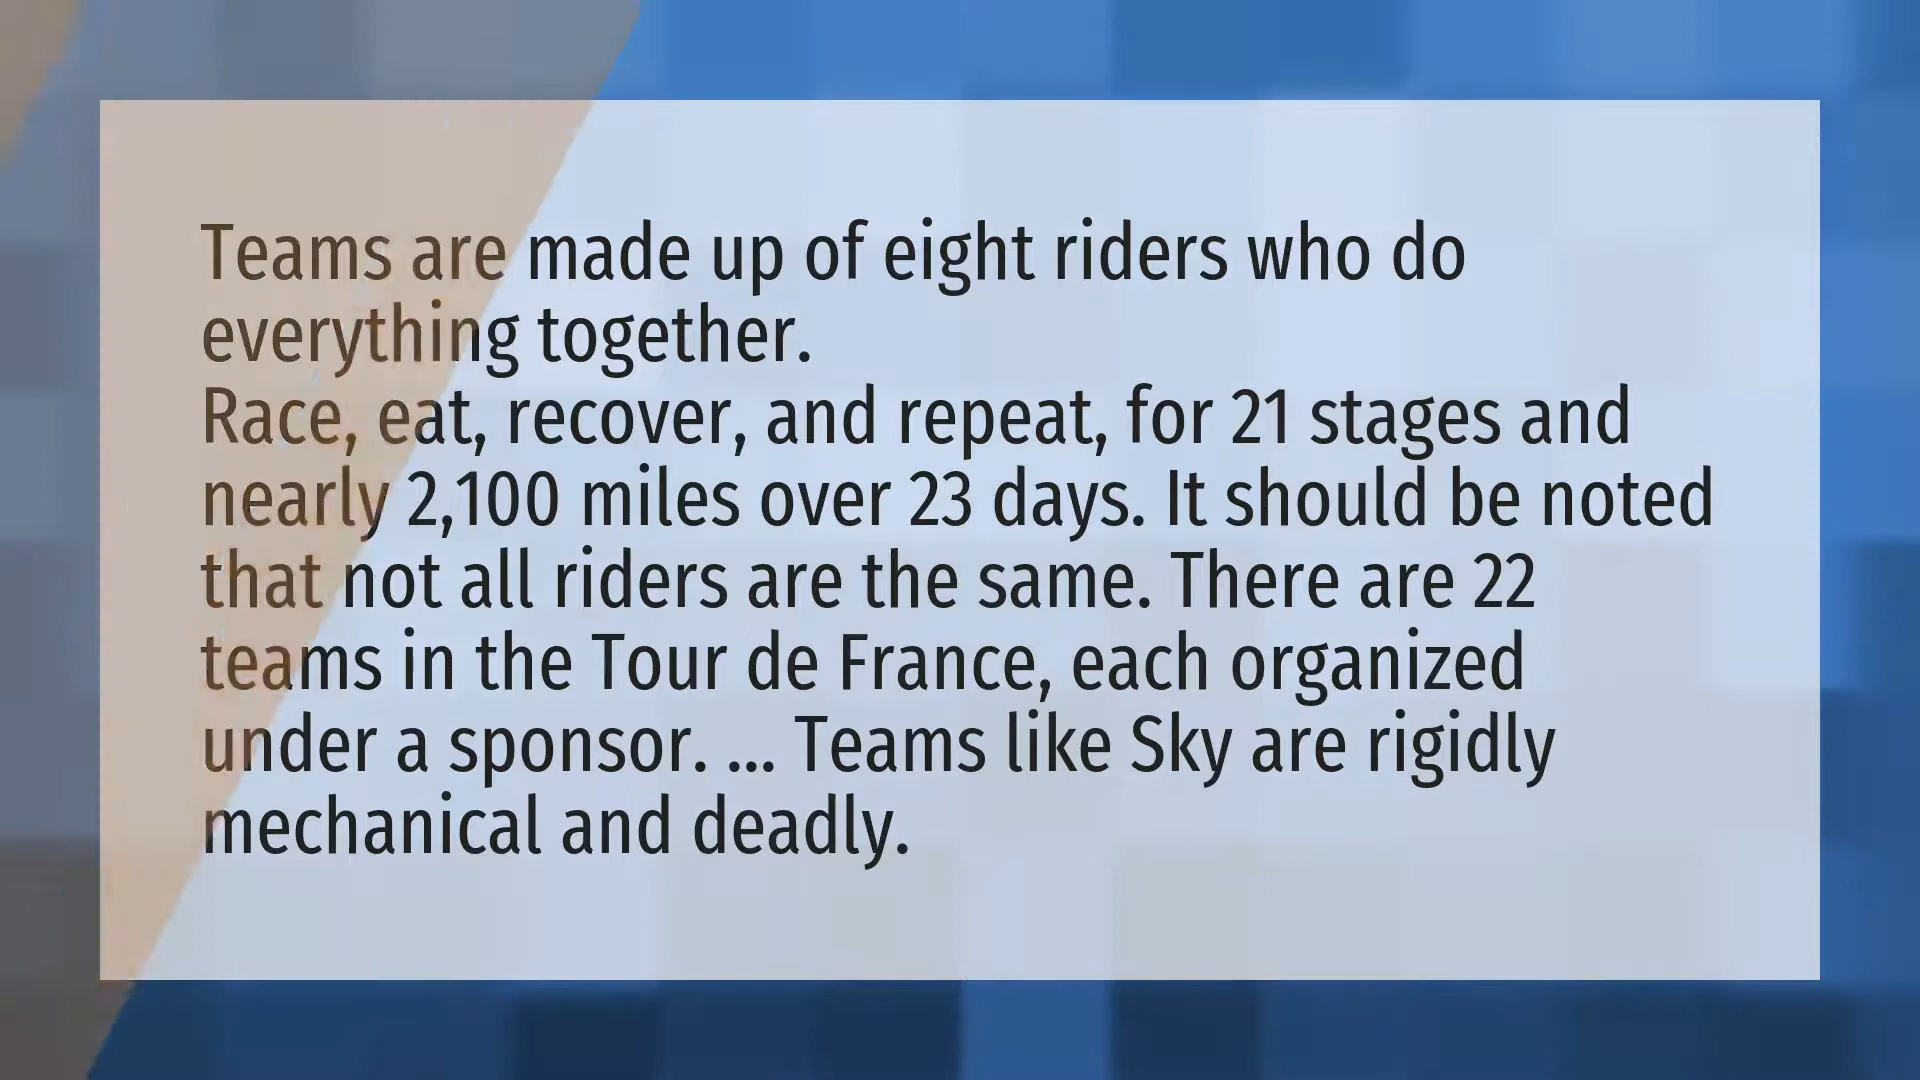 Teams are made up of eight riders who do
everything together.
Race, eat, recover, and repeat, for 21 stages and
nearly 2,100 miles over 23 days. It should be noted
that not all riders are the same. There are 22
teams in the Tour de France, each organized
under a sponsor. ... Teams like Sky are rigidly
mechanical and deadly.